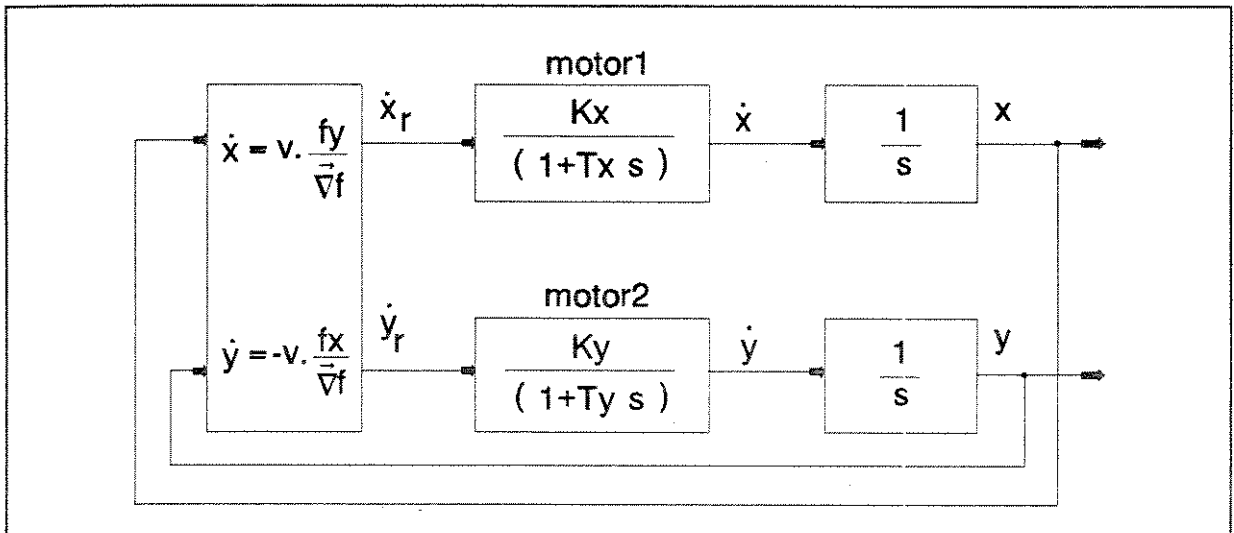 motor1
ẋ = v. fy / ∇⃗f
ẋr
Kx
( 1+Tx s )
ẋ
1
s
x
motor2
ẏ = -v. fx / ∇⃗f
ẏr
Ky
( 1+Ty s )
ẏ
1
s
y